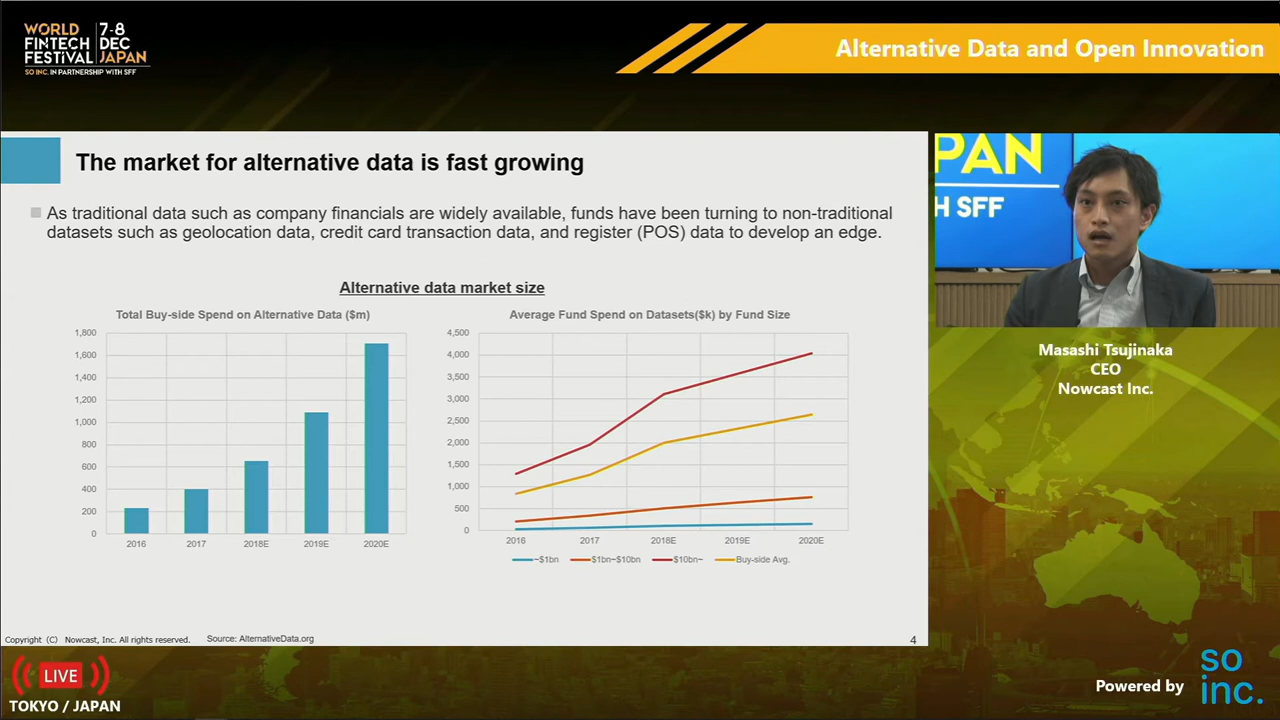 WORLD
FINTECH
FESTIVAL
7-8
DEC
JAPAN
SO INC. IN PARTNERSHIP WITH SFF
Alternative Data and Open Innovation
The market for alternative data is fast growing
As traditional data such as company financials are widely available, funds have been turning to non-traditional
datasets such as geolocation data, credit card transaction data, and register (POS) data to develop an edge.
Alternative data market size
Total Buy-side Spend on Alternative Data ($m)
1,800
1,600
1,400
1,200
1,000
800
600
400
200
0
2016 2017 2018E 2019E 2020E
Average Fund Spend on Datasets($k) by Fund Size
4,500
4,000
3,500
3,000
2,500
2,000
1,500
1,000
500
0
2016 2017 2018E 2019E 2020E
~$1bn $1bn~$10bn $10bn~ Buy-side Avg.
Copyright (C) Nowcast, Inc. All rights reserved. Source: AlternativeData.org
4
PAN
H SFF
Masashi Tsujinaka
CEO
Nowcast Inc.
LIVE
TOKYO / JAPAN
Powered by
so
inc.